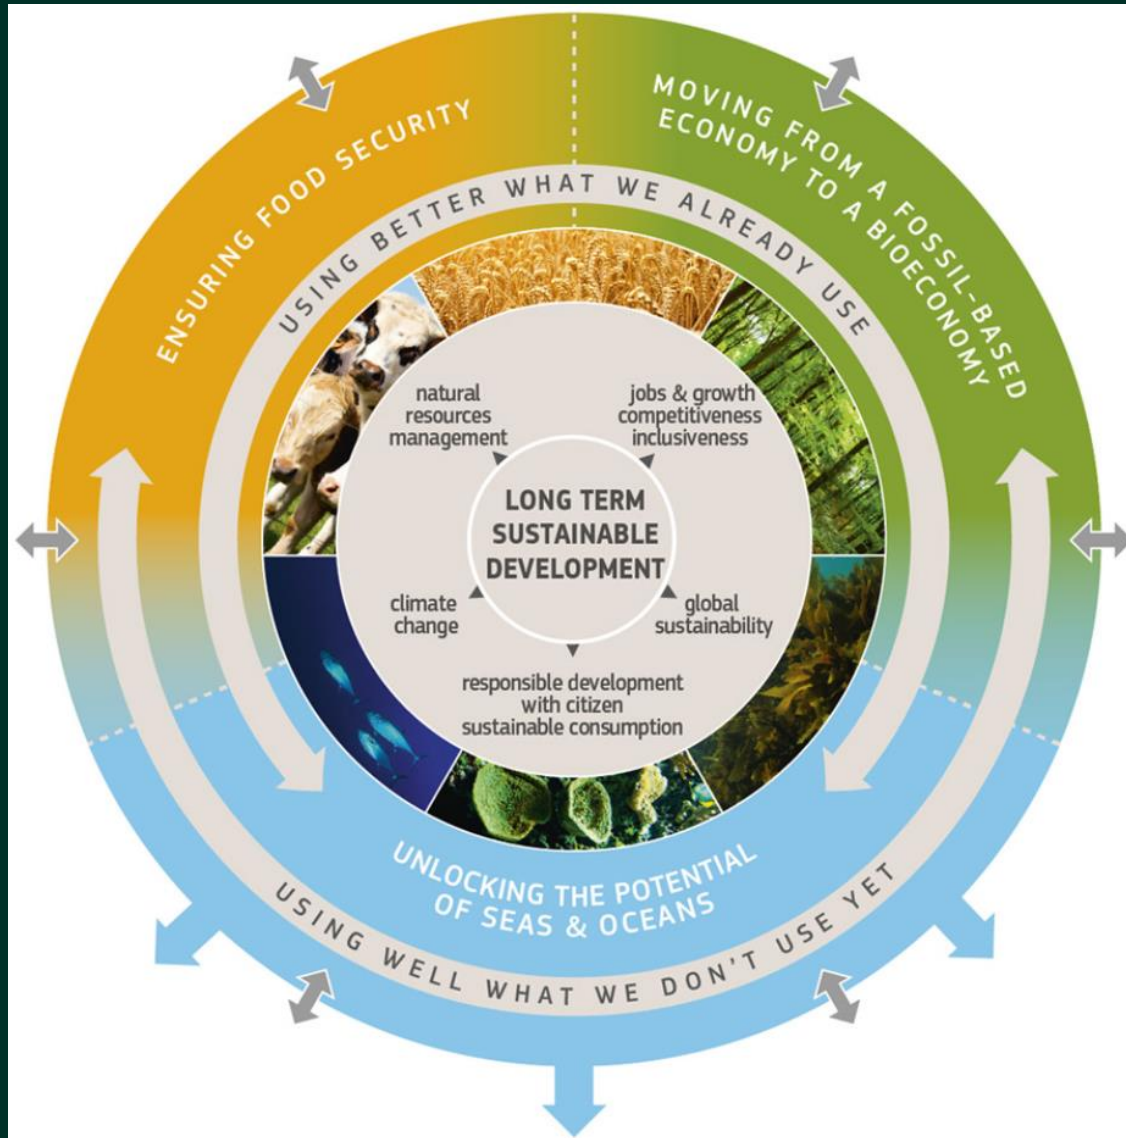 ENSURING FOOD SECURITY
MOVING FROM A FOSSIL-BASED
ECONOMY TO A BIOECONOMY
USING BETTER WHAT WE ALREADY USE
natural
resources
management
jobs & growth
competitiveness
inclusiveness
LONG TERM
SUSTAINABLE
DEVELOPMENT
climate
change
global
sustainability
responsible development
with citizen
sustainable consumption
UNLOCKING THE POTENTIAL
OF SEAS & OCEANS
USING WELL WHAT WE DON'T USE YET